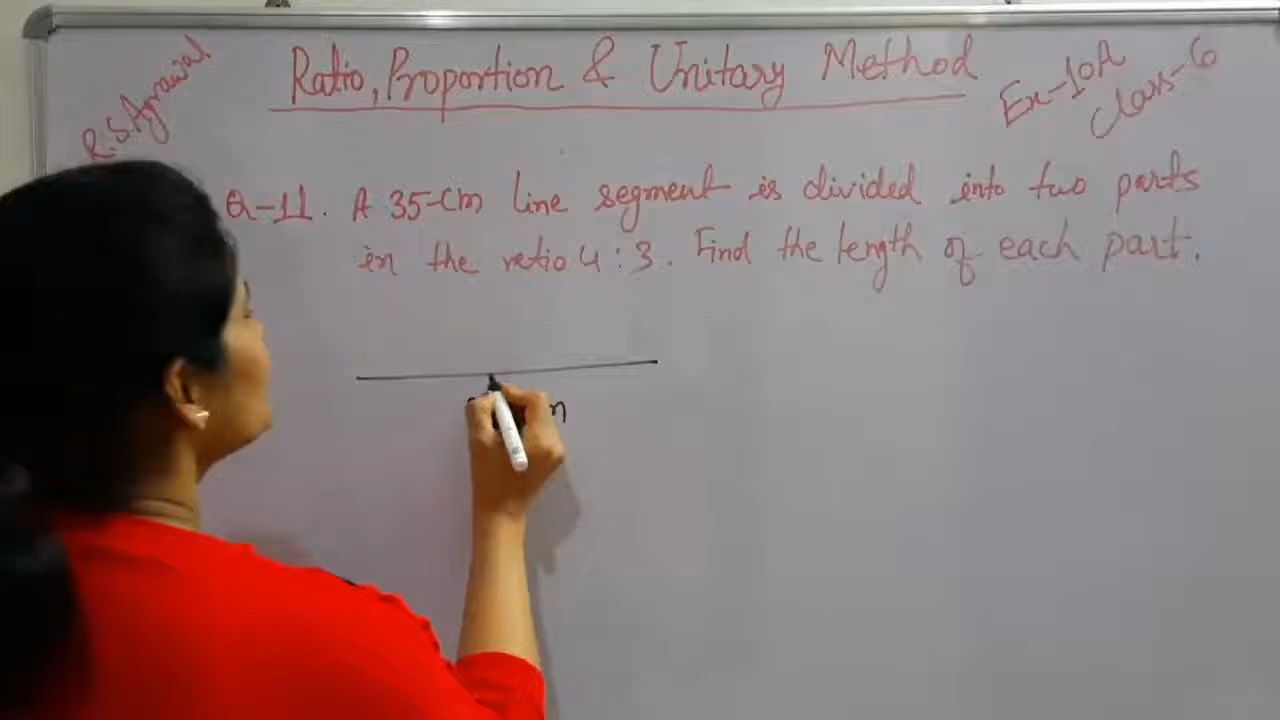 R.S. Agrawal
Ratio, Proportion & Unitary Method
Ex-10A
Class-6
Q-11. A 35-cm line segment is divided into two parts
in the ratio 4:3. Find the length of each part.